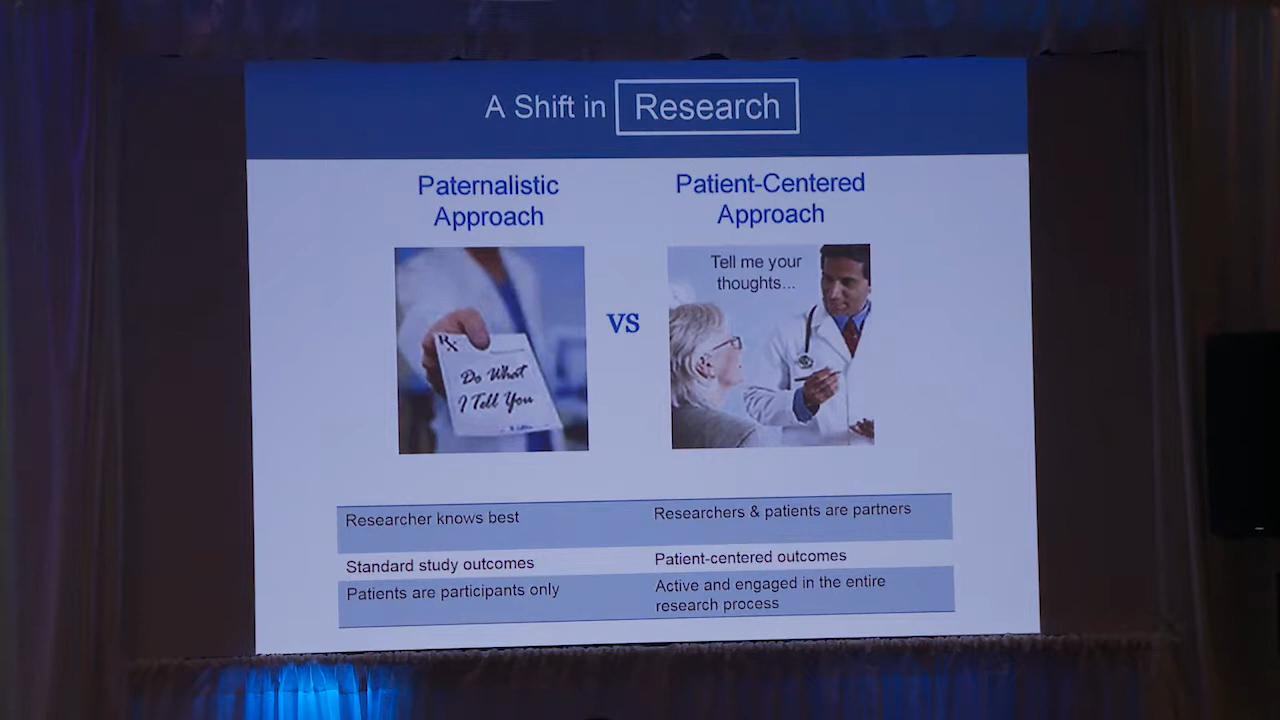 A Shift in Research
Paternalistic
Approach
Patient-Centered
Approach
Rx
Do What
I Tell You
vs
Tell me your
thoughts...
Researcher knows best
Researchers & patients are partners
Standard study outcomes
Patient-centered outcomes
Patients are participants only
Active and engaged in the entire
research process